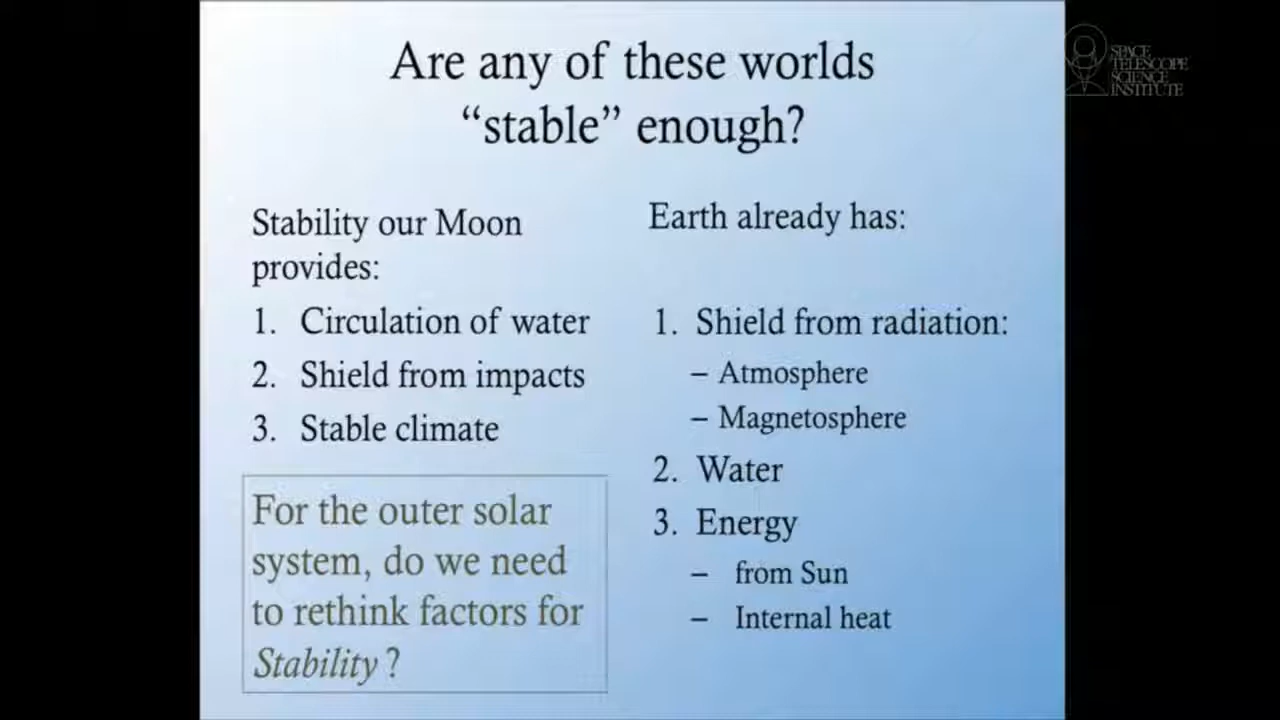 Are any of these worlds
“stable” enough?
SPACE
TELESCOPE
SCIENCE
INSTITUTE
Stability our Moon
provides:
1. Circulation of water
2. Shield from impacts
3. Stable climate
For the outer solar
system, do we need
to rethink factors for
Stability ?
Earth already has:
1. Shield from radiation:
– Atmosphere
– Magnetosphere
2. Water
3. Energy
– from Sun
– Internal heat